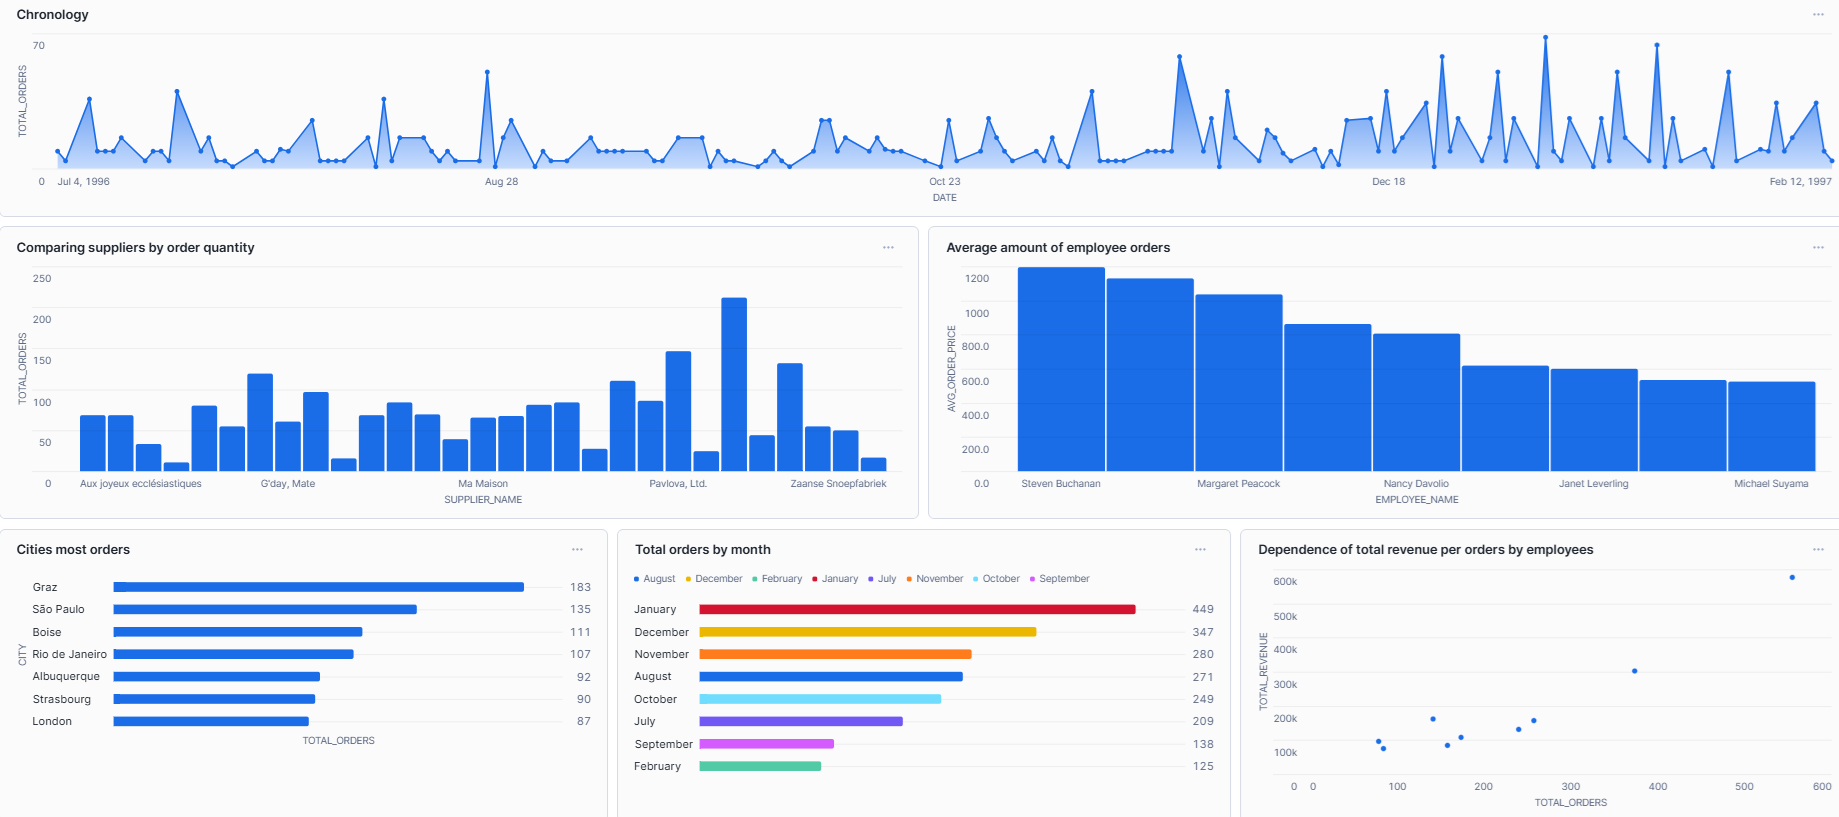 Chronology
...
TOTAL_ORDERS
70
0
Jul 4, 1996 Aug 28 Oct 23 Dec 18 Feb 12, 1997
DATE
Comparing suppliers by order quantity
...
TOTAL_ORDERS
250
200
150
100
50
0
Aux joyeux ecclésiastiques G'day, Mate Ma Maison Pavlova, Ltd. Zaanse Snoepfabriek
SUPPLIER_NAME
Average amount of employee orders
...
AVG_ORDER_PRICE
1200
1000
800.0
600.0
400.0
200.0
0.0
Steven Buchanan Margaret Peacock Nancy Davolio Janet Leverling Michael Suyama
EMPLOYEE_NAME
Cities most orders
...
CITY
Graz 183
São Paulo 135
Boise 111
Rio de Janeiro 107
Albuquerque 92
Strasbourg 90
London 87
TOTAL_ORDERS
Total orders by month
...
August December February January July November October September
January 449
December 347
November 280
August 271
October 249
July 209
September 138
February 125
Dependence of total revenue per orders by employees
...
TOTAL_REVENUE
600k
500k
400k
300k
200k
100k
0
0 100 200 300 400 500 600
TOTAL_ORDERS